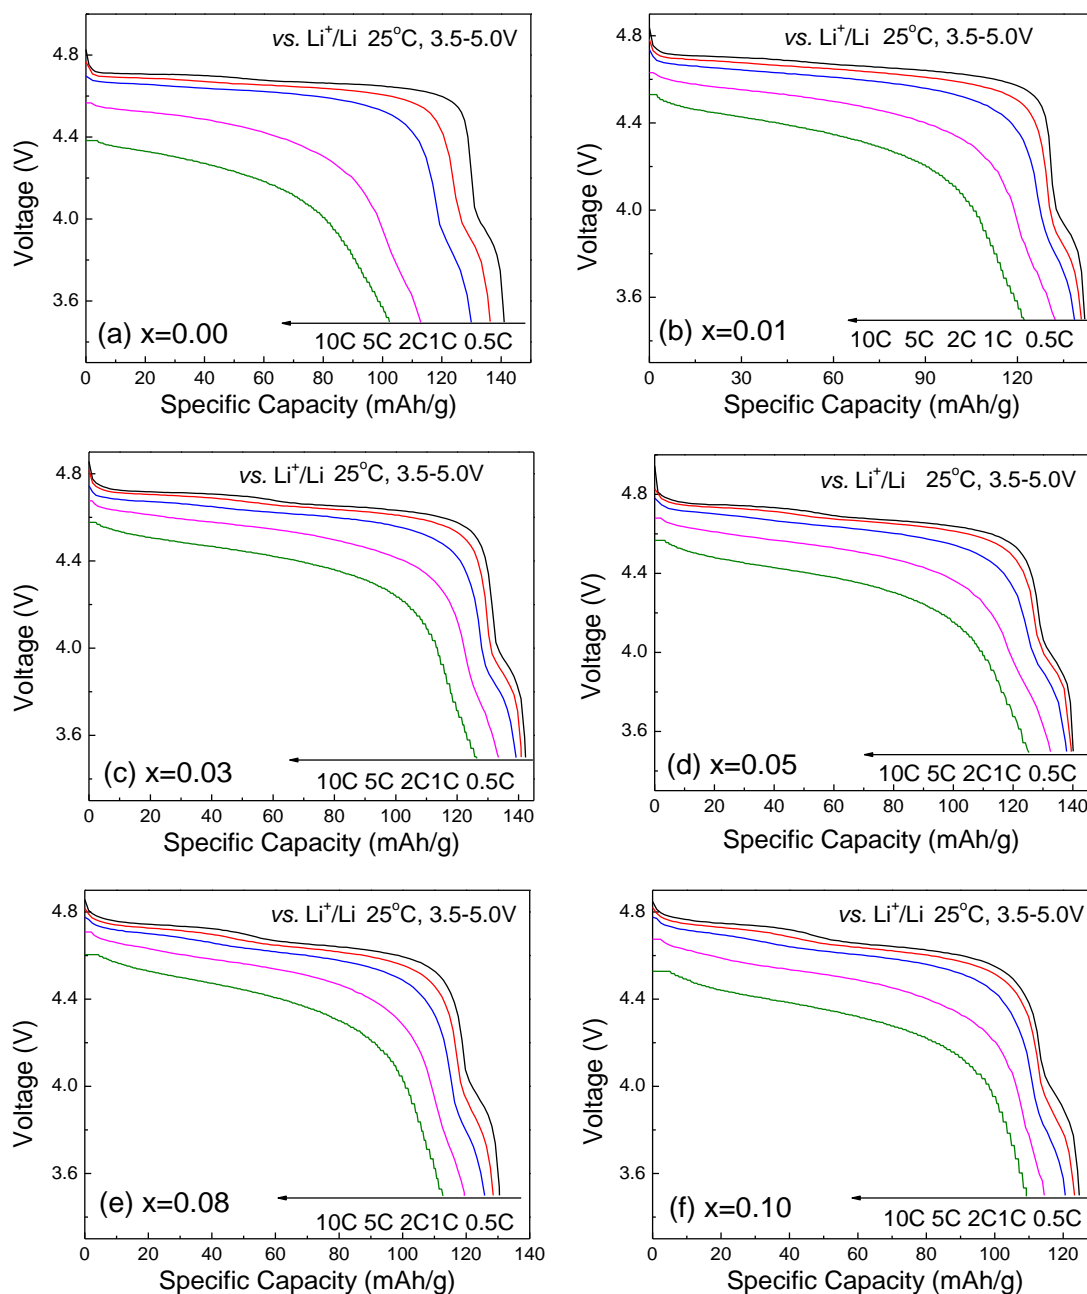 vs. Li⁺/Li 25°C, 3.5-5.0V
4.8
4.4
4.0
3.6
Voltage (V)
(a) x=0.00
10C 5C 2C1C 0.5C
0 20 40 60 80 100 120 140
Specific Capacity (mAh/g)
vs. Li⁺/Li 25°C, 3.5-5.0V
4.8
4.4
4.0
3.6
Voltage (V)
(b) x=0.01
10C 5C 2C 1C 0.5C
0 30 60 90 120
Specific Capacity (mAh/g)
vs. Li⁺/Li 25°C, 3.5-5.0V
4.8
4.4
4.0
3.6
Voltage (V)
(c) x=0.03
10C 5C 2C1C 0.5C
0 20 40 60 80 100 120 140
Specific Capacity (mAh/g)
vs. Li⁺/Li 25°C, 3.5-5.0V
4.8
4.4
4.0
3.6
Voltage (V)
(d) x=0.05
10C 5C 2C1C 0.5C
0 20 40 60 80 100 120 140
Specific Capacity (mAh/g)
vs. Li⁺/Li 25°C, 3.5-5.0V
4.8
4.4
4.0
3.6
Voltage (V)
(e) x=0.08
10C 5C 2C1C 0.5C
0 20 40 60 80 100 120 140
Specific Capacity (mAh/g)
vs. Li⁺/Li 25°C, 3.5-5.0V
4.8
4.4
4.0
3.6
Voltage (V)
(f) x=0.10
10C 5C 2C1C 0.5C
0 20 40 60 80 100 120
Specific Capacity (mAh/g)